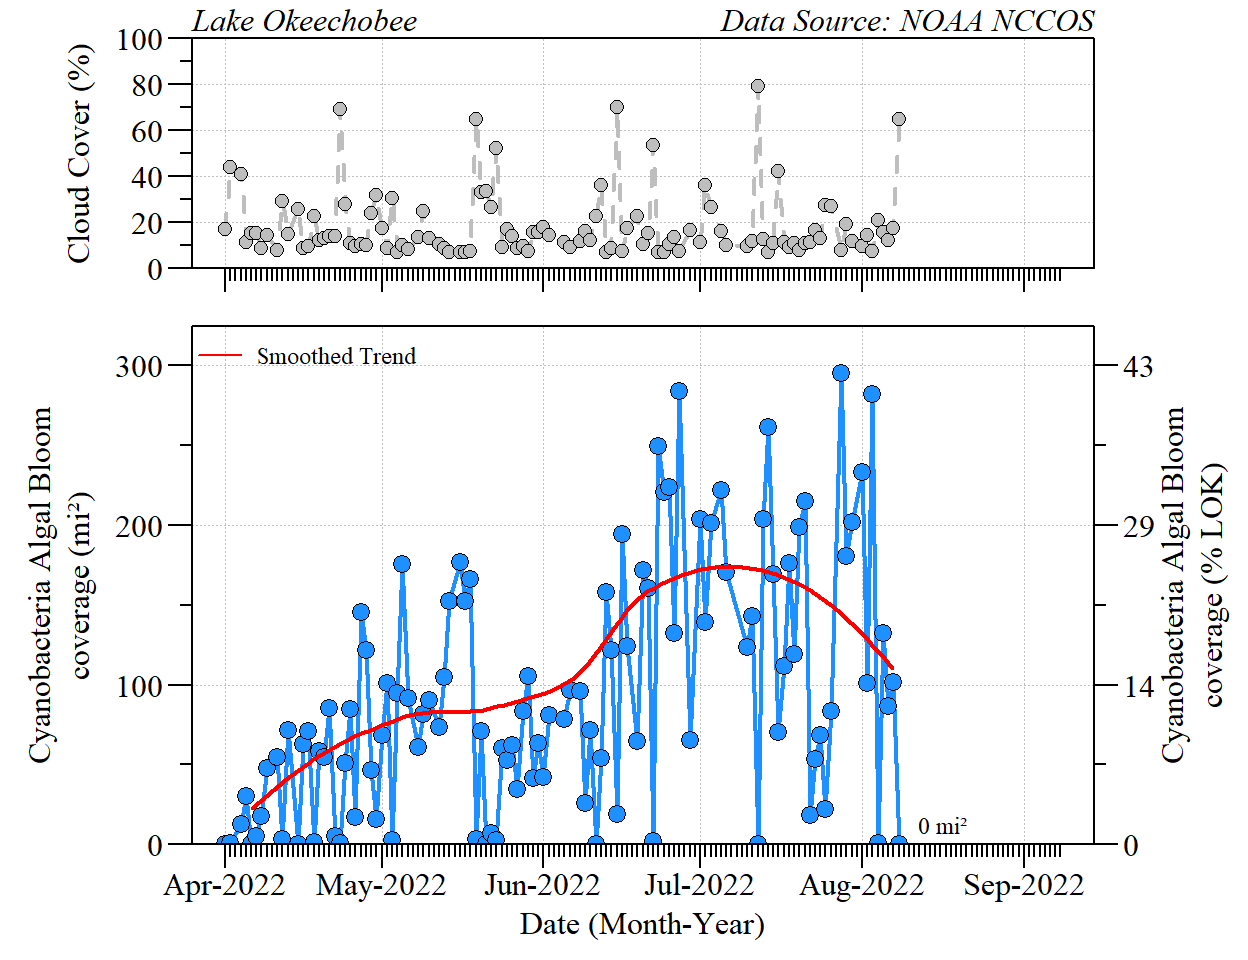 Lake Okeechobee
Data Source: NOAA NCCOS
Cloud Cover (%)
100
80
60
40
20
0
Smoothed Trend
Cyanobacteria Algal Bloom
coverage (mi²)
300
200
100
0
43
29
14
0
Cyanobacteria Algal Bloom
coverage (% LOK)
0 mi²
Apr-2022 May-2022 Jun-2022 Jul-2022 Aug-2022 Sep-2022
Date (Month-Year)